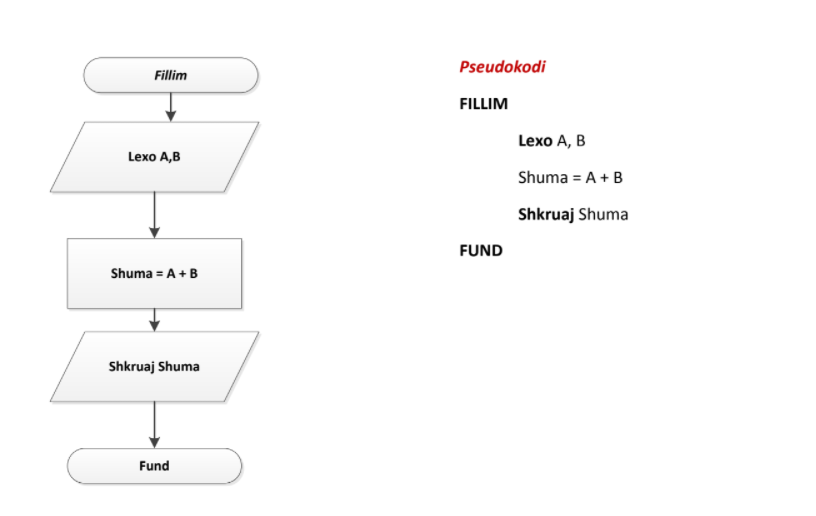 Fillim
Lexo A,B
Shuma = A + B
Shkruaj Shuma
Fund
Pseudokodi
FILLIM
Lexo A, B
Shuma = A + B
Shkruaj Shuma
FUND